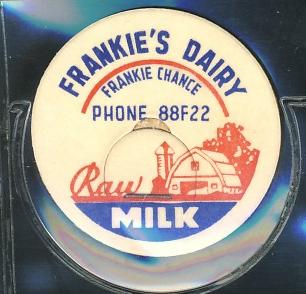 FRANKIE'S DAIRY
FRANKIE CHANCE
PHONE 88F22
Raw
MILK